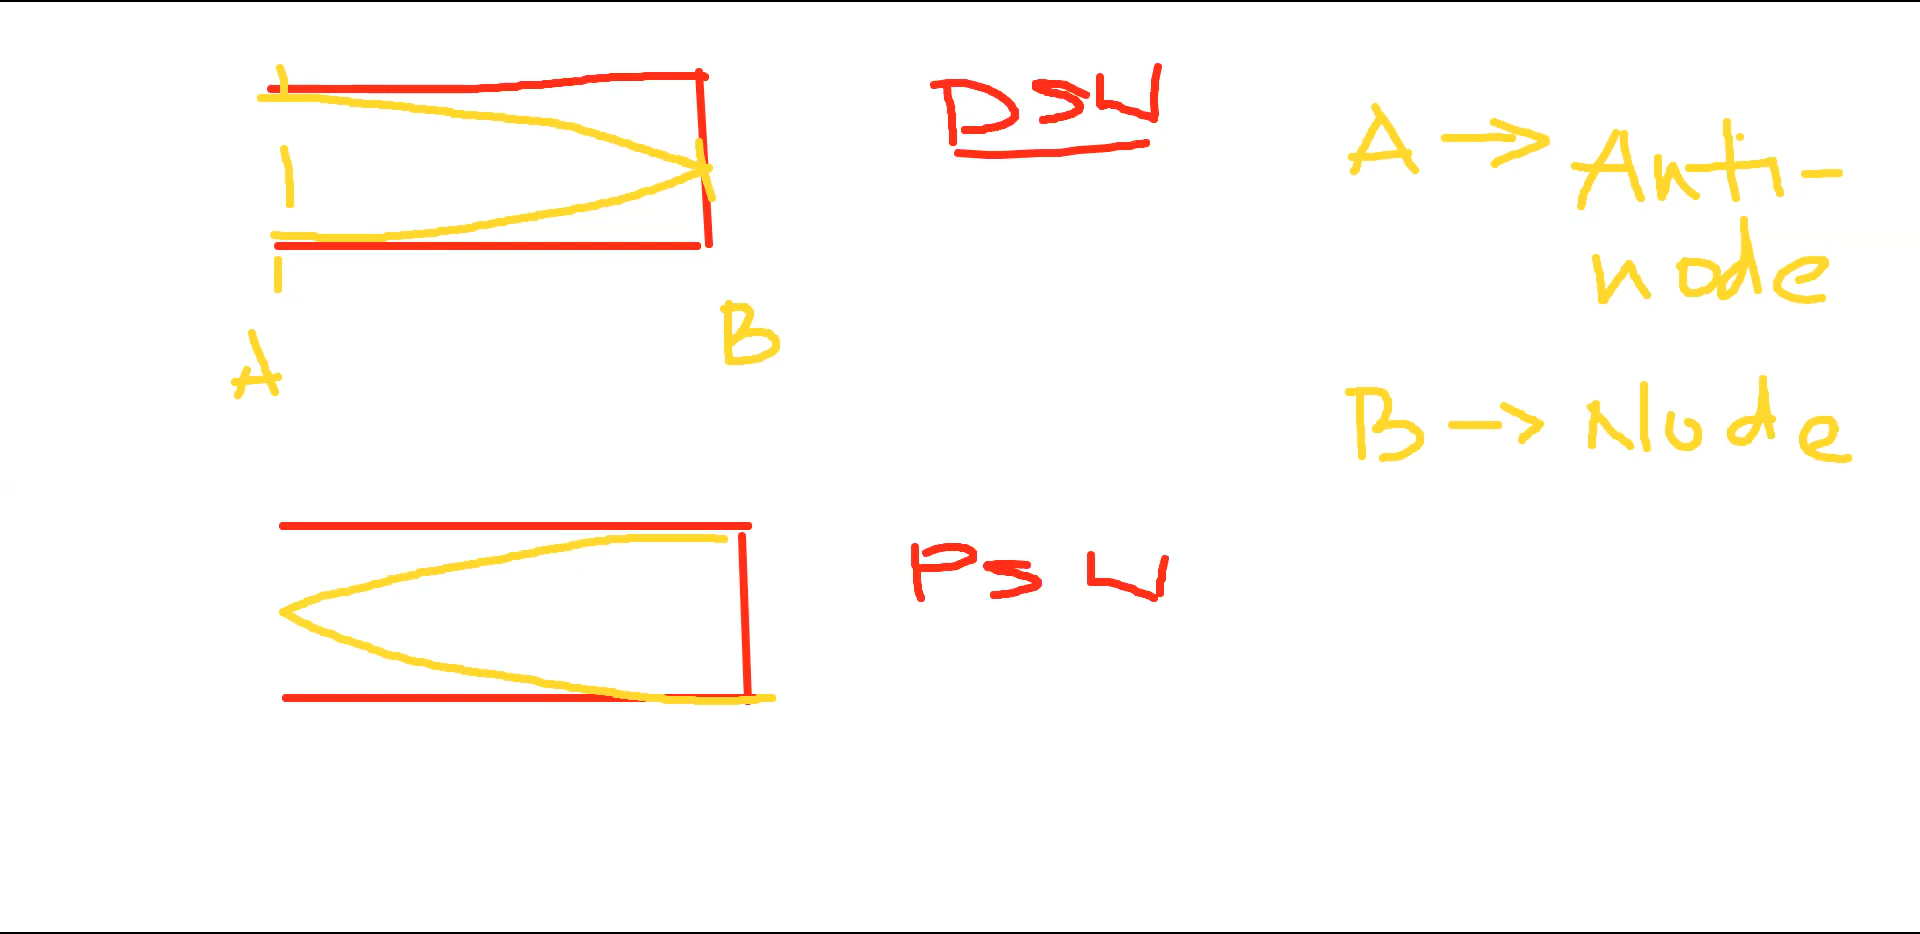 DSW
A → Anti-
node
A
B
B → Node
PSW